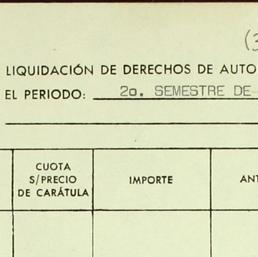 (3
LIQUIDACIÓN DE DERECHOS DE AUTO
EL PERIODO: 2o. SEMESTRE DE
CUOTA
S/PRECIO
DE CARÁTULA
IMPORTE
ANT